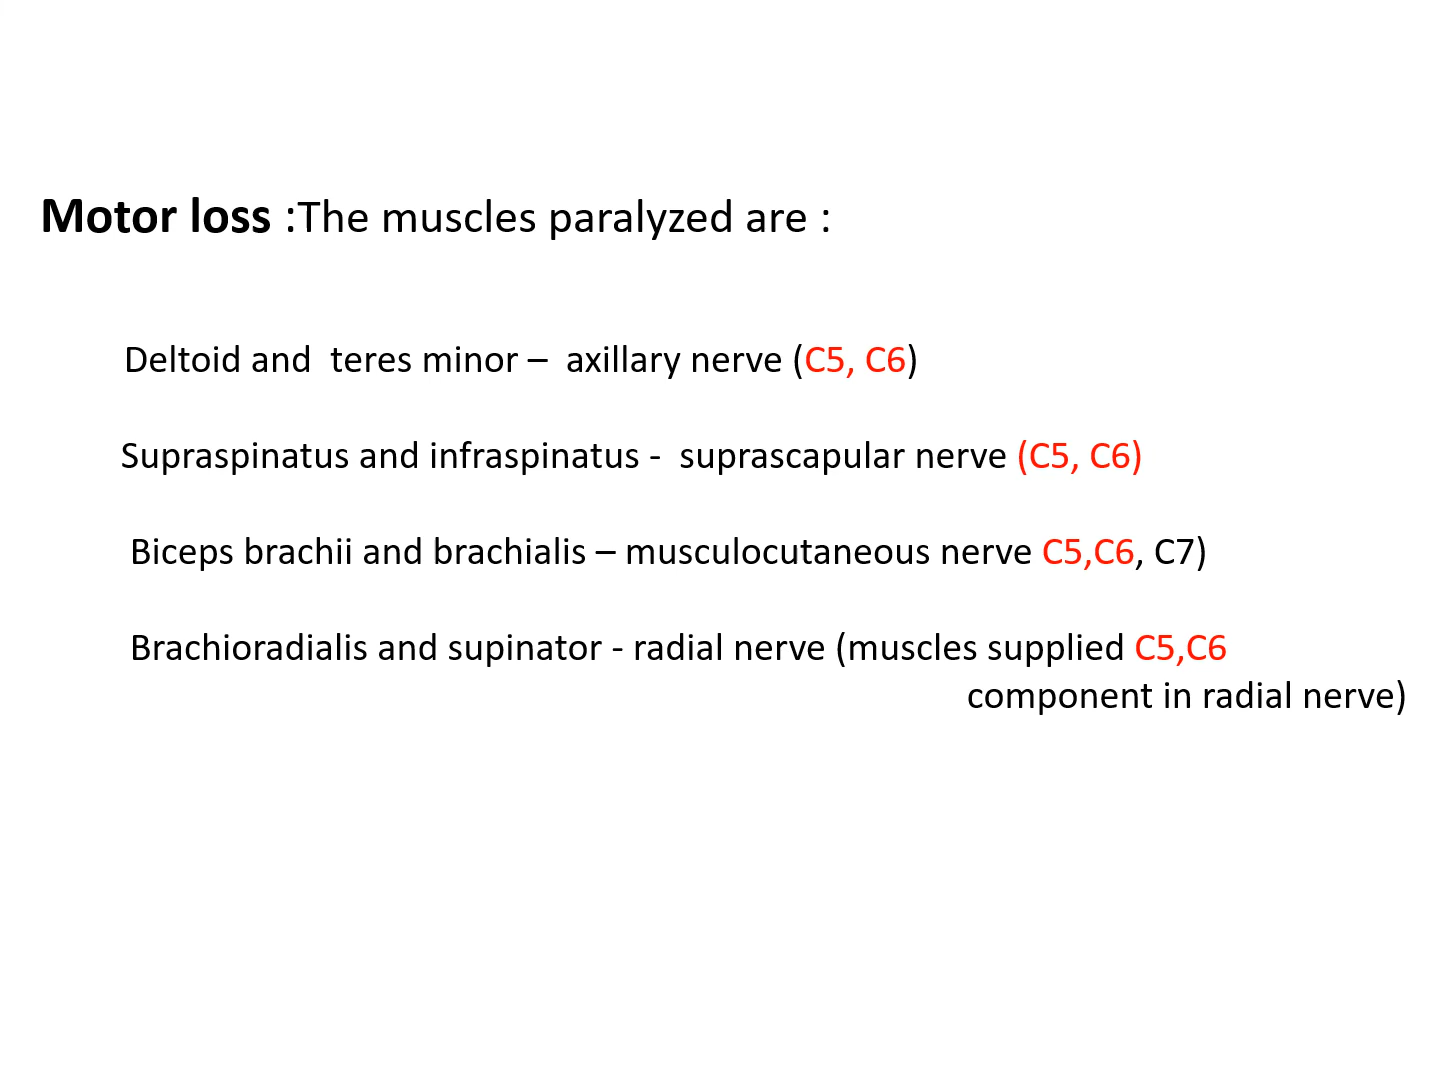 Motor loss :The muscles paralyzed are :
Deltoid and  teres minor –  axillary nerve (C5, C6)
Supraspinatus and infraspinatus -  suprascapular nerve (C5, C6)
Biceps brachii and brachialis – musculocutaneous nerve C5,C6, C7)
Brachioradialis and supinator - radial nerve (muscles supplied C5,C6
component in radial nerve)